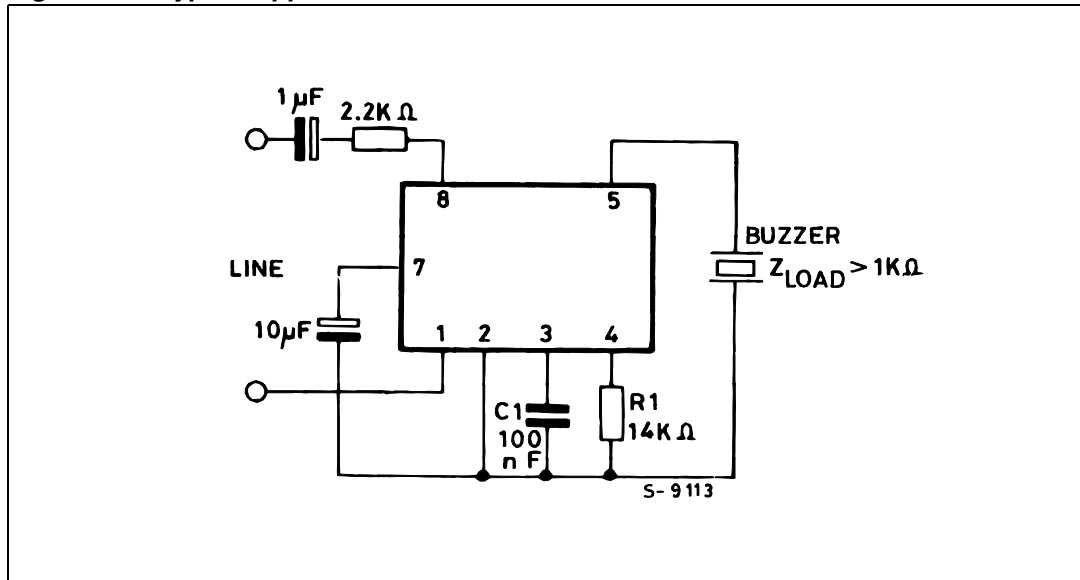 1 µF
2.2K Ω
8
5
BUZZER
Z LOAD > 1K Ω
LINE
7
10µF
1
2
3
4
C1
100
n F
R1
14K Ω
S- 9113